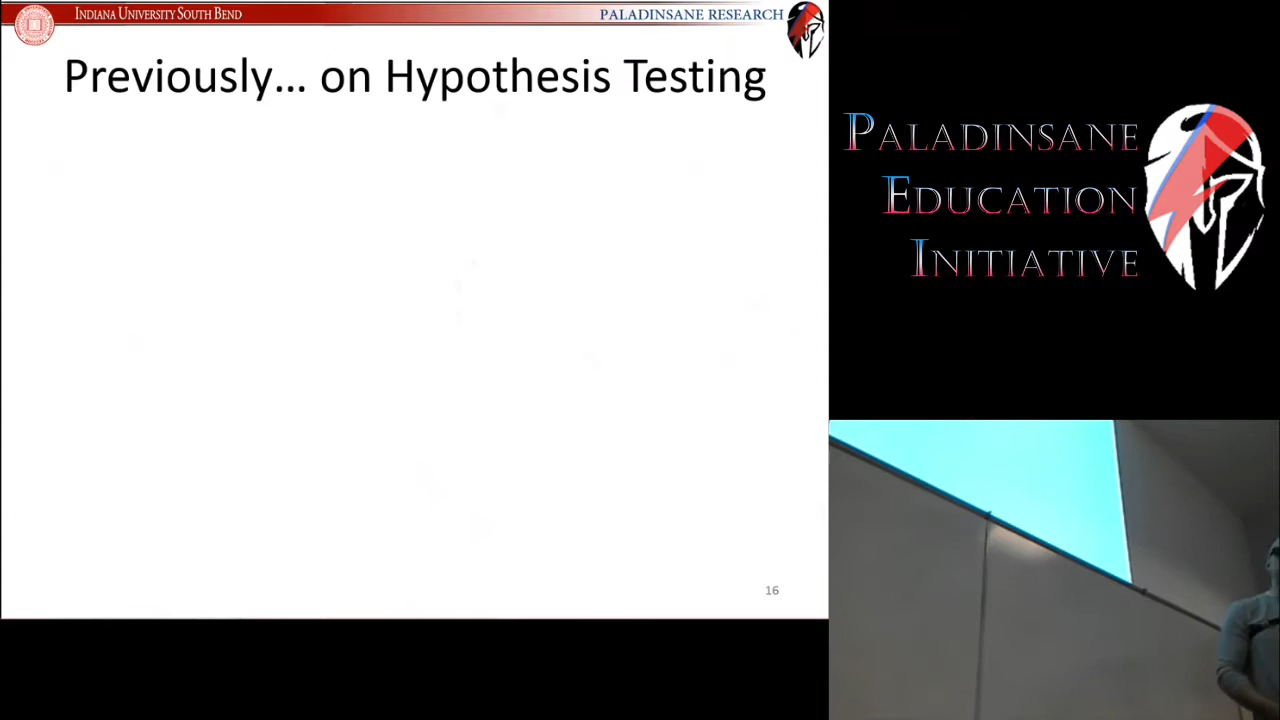 INDIANA UNIVERSITY SOUTH BEND
PALADINSANE RESEARCH
Previously... on Hypothesis Testing
16
PALADINSANE
EDUCATION
INITIATIVE